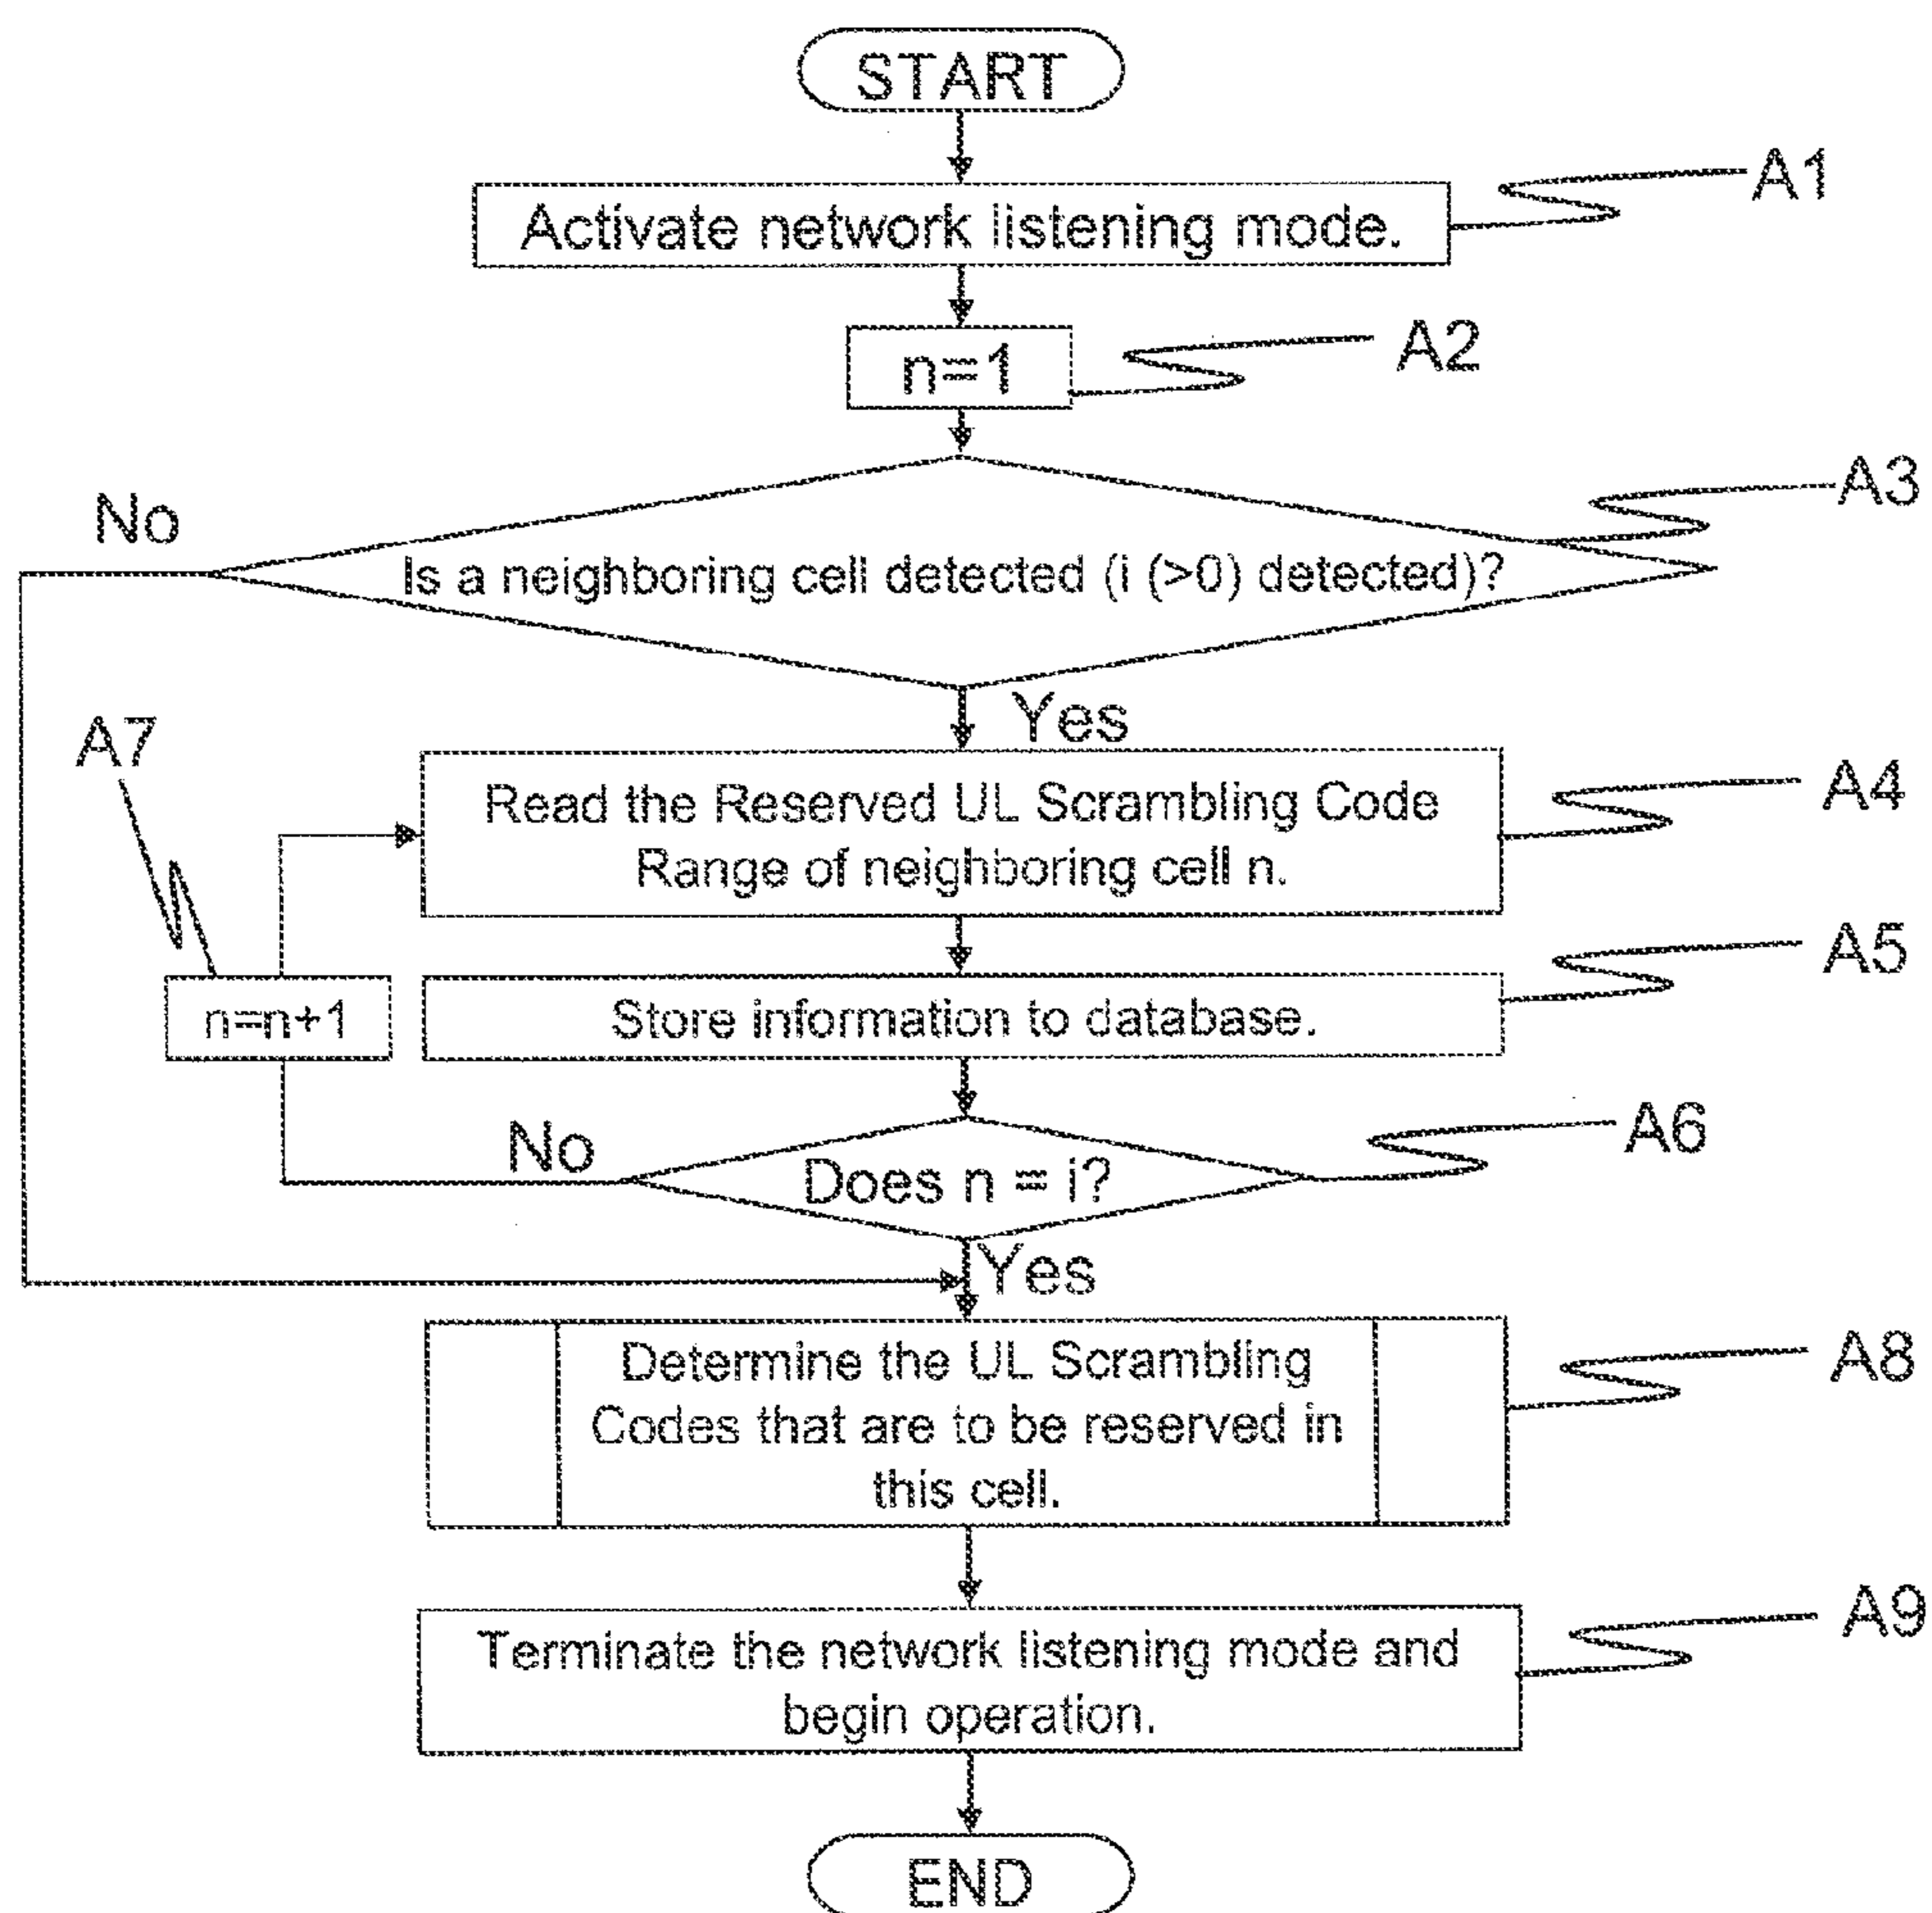 START
Activate network listening mode.
A1
n=1
A2
A3
No
Is a neighboring cell detected (i (>0) detected)?
Yes
A7
Read the Reserved UL Scrambling Code
Range of neighboring cell n.
A4
n=n+1
Store information to database.
A5
No
Does n = i?
A6
Yes
Determine the UL Scrambling
Codes that are to be reserved in
this cell.
A8
Terminate the network listening mode and
begin operation.
A9
END